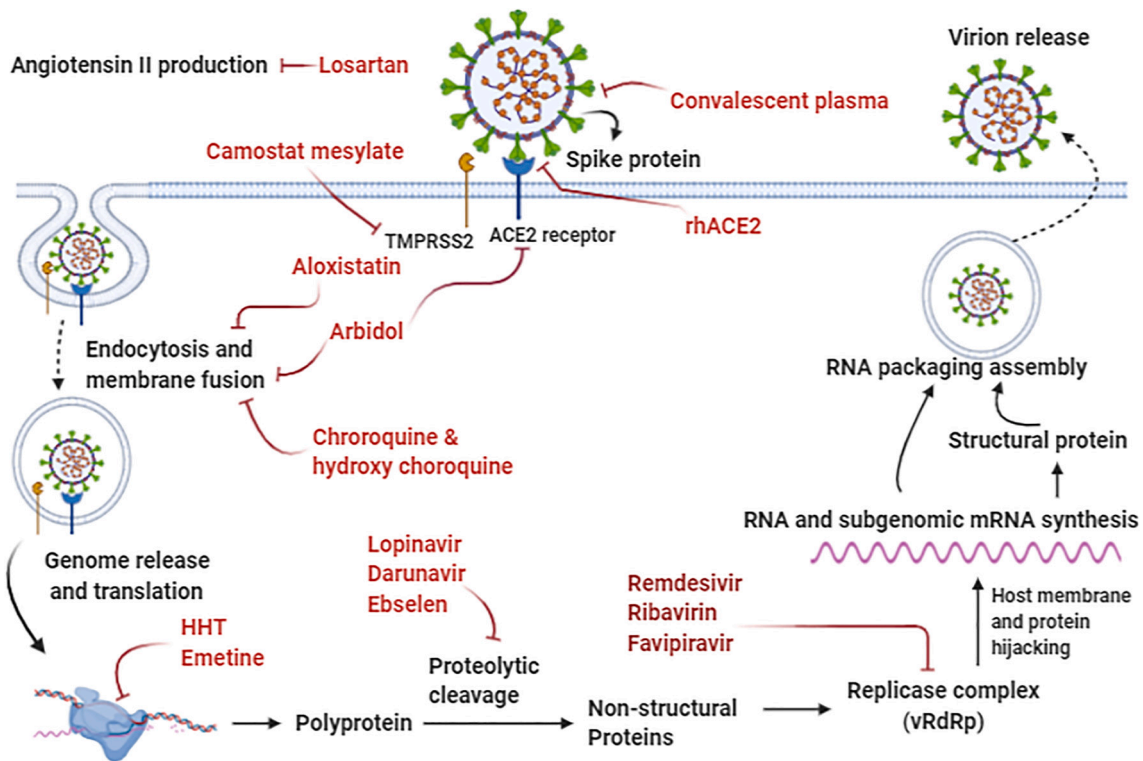 Virion release
Angiotensin II production
Losartan
Convalescent plasma
Camostat mesylate
Spike protein
rhACE2
TMPRSS2
ACE2 receptor
Aloxistatin
Arbidol
Endocytosis and
membrane fusion
RNA packaging assembly
Chroroquine &
hydroxy choroquine
Structural protein
RNA and subgenomic mRNA synthesis
Genome release
and translation
Lopinavir
Darunavir
Ebselen
Remdesivir
Ribavirin
Favipiravir
Host membrane
and protein
hijacking
HHT
Emetine
Proteolytic
cleavage
Replicase complex
(vRdRp)
Polyprotein
Non-structural
Proteins